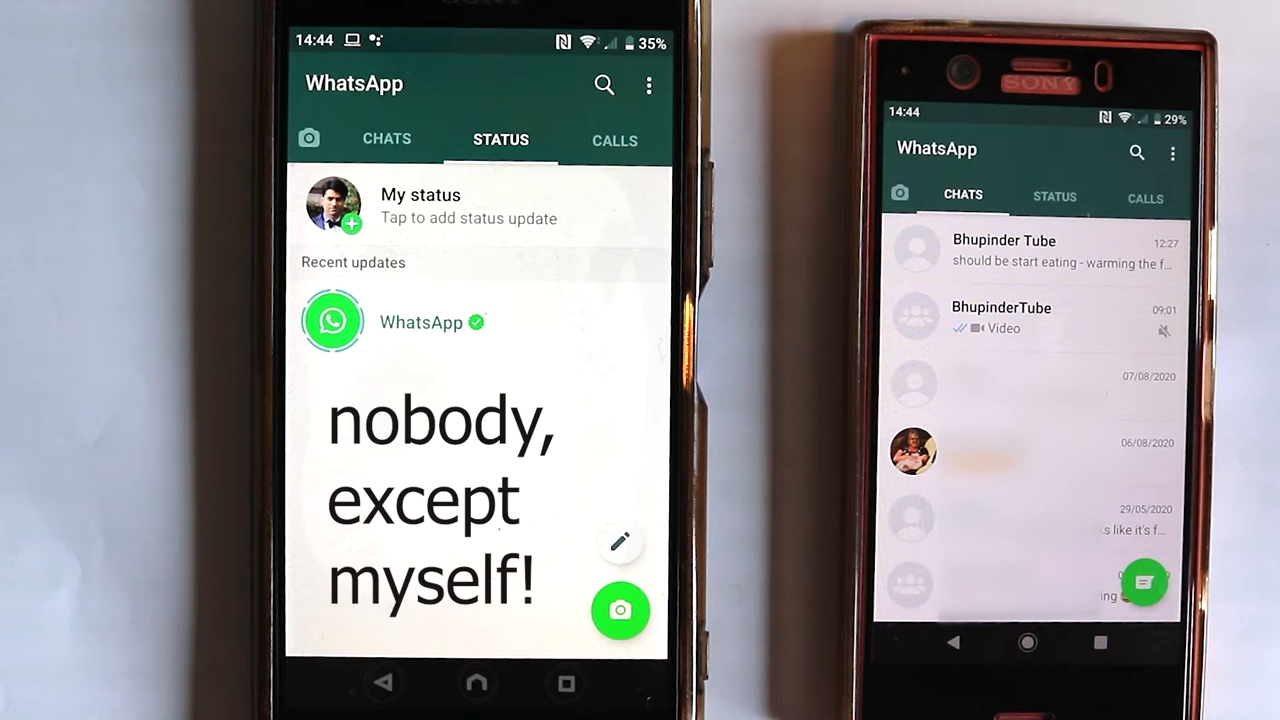 SONY
14:44
35%
WhatsApp
CHATS
STATUS
CALLS
My status
Tap to add status update
Recent updates
WhatsApp
nobody,
except
myself!
SONY
14:44
29%
WhatsApp
CHATS
STATUS
CALLS
Bhupinder Tube
12:27
should be start eating - warming the f...
BhupinderTube
09:01
Video
07/08/2020
06/08/2020
29/05/2020
s like it's f...
ing